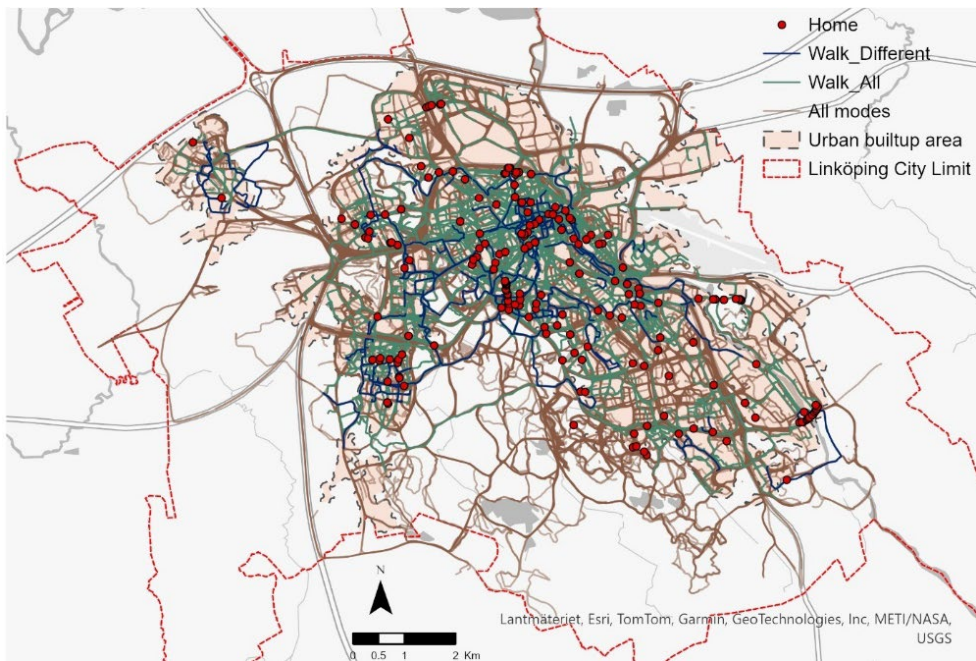 Home
Walk_Different
Walk_All
All modes
Urban builtup area
Linköping City Limit
N
0 0.5 1 2 Km
Lantmäteriet, Esri, TomTom, Garmin, GeoTechnologies, Inc, METI/NASA,
USGS